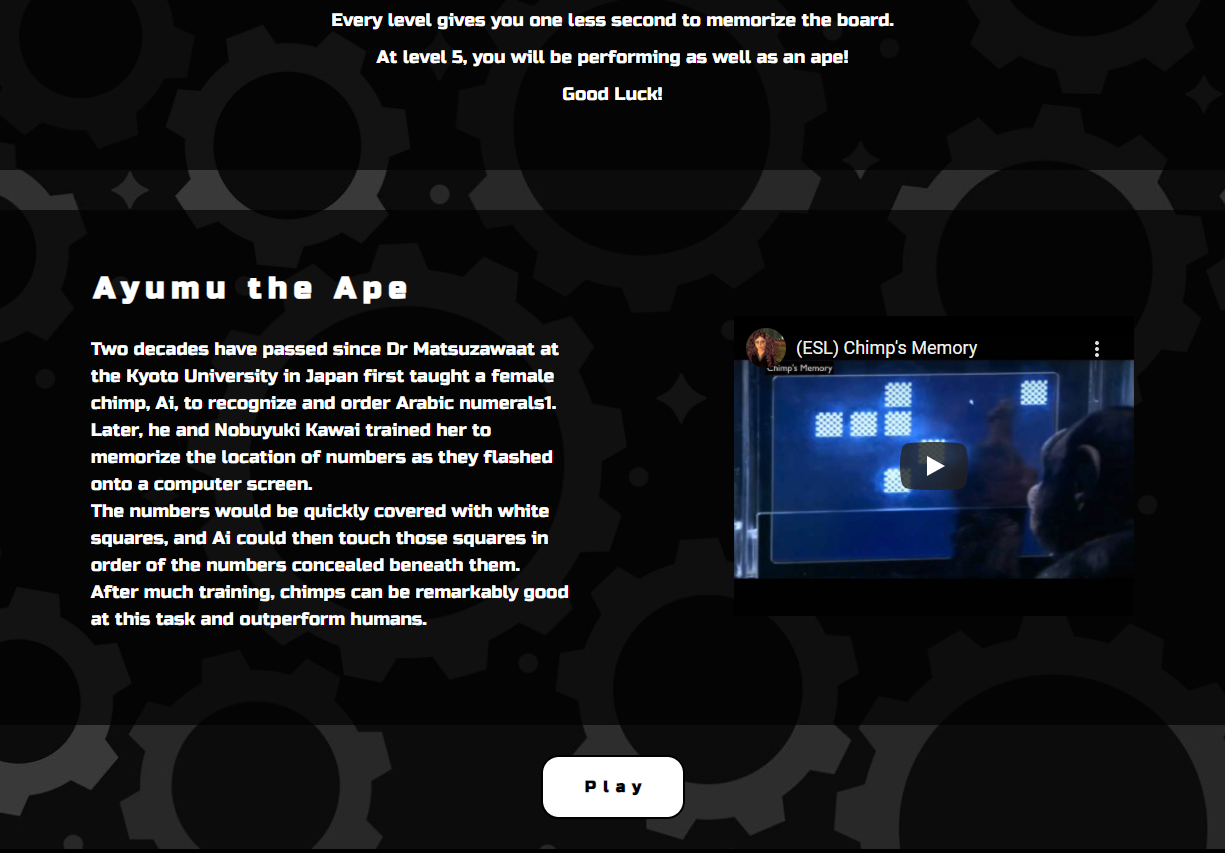 Every level gives you one less second to memorize the board.
At level 5, you will be performing as well as an ape!
Good Luck!
Ayumu the Ape
Two decades have passed since Dr Matsuzawaat at
the Kyoto University in Japan first taught a female
chimp, Ai, to recognize and order Arabic numerals1.
Later, he and Nobuyuki Kawai trained her to
memorize the location of numbers as they flashed
onto a computer screen.
The numbers would be quickly covered with white
squares, and Ai could then touch those squares in
order of the numbers concealed beneath them.
After much training, chimps can be remarkably good
at this task and outperform humans.
(ESL) Chimp's Memory
Chimp's Memory
Play